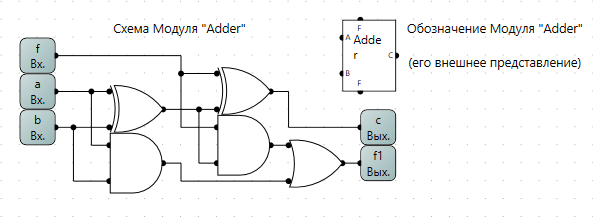 Схема Модуля "Adder"
Обозначение Модуля "Adder"
(его внешнее представление)
F
A
Adde
r
C
B
F
f
Вх.
a
Вх.
b
Вх.
c
Вых.
f1
Вых.